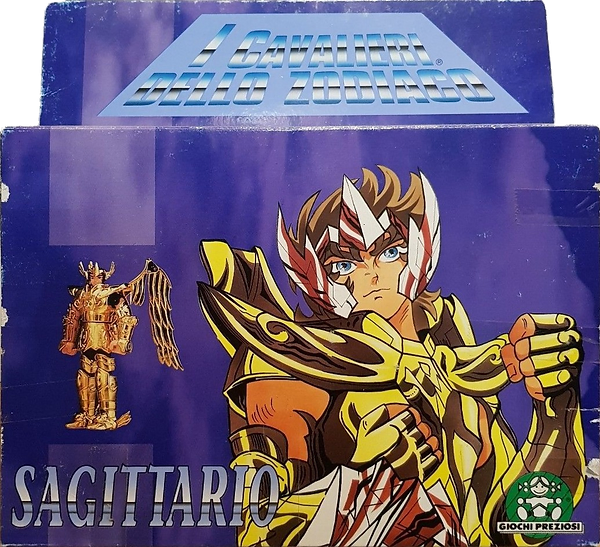 I CAVALIERI®
DELLO ZODIACO
SAGITTARIO
GIOCHI PREZIOSI